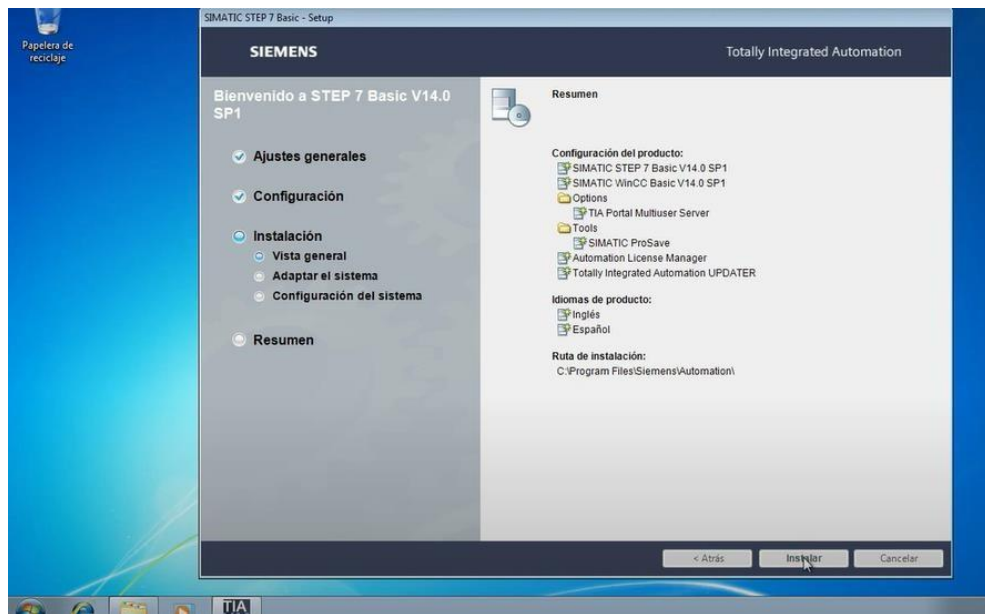 Papelera de
reciclaje
SIMATIC STEP 7 Basic - Setup
SIEMENS
Totally Integrated Automation
Bienvenido a STEP 7 Basic V14.0
SP1
Ajustes generales
Configuración
Instalación
Vista general
Adaptar el sistema
Configuración del sistema
Resumen
Resumen
Configuración del producto:
SIMATIC STEP 7 Basic V14.0 SP1
SIMATIC WinCC Basic V14.0 SP1
Options
TIA Portal Multiuser Server
Tools
SIMATIC ProSave
Automation License Manager
Totally Integrated Automation UPDATER
Idiomas de producto:
Inglés
Español
Ruta de instalación:
C:\Program Files\Siemens\Automation\
< Atrás
Instalar
Cancelar
TIA